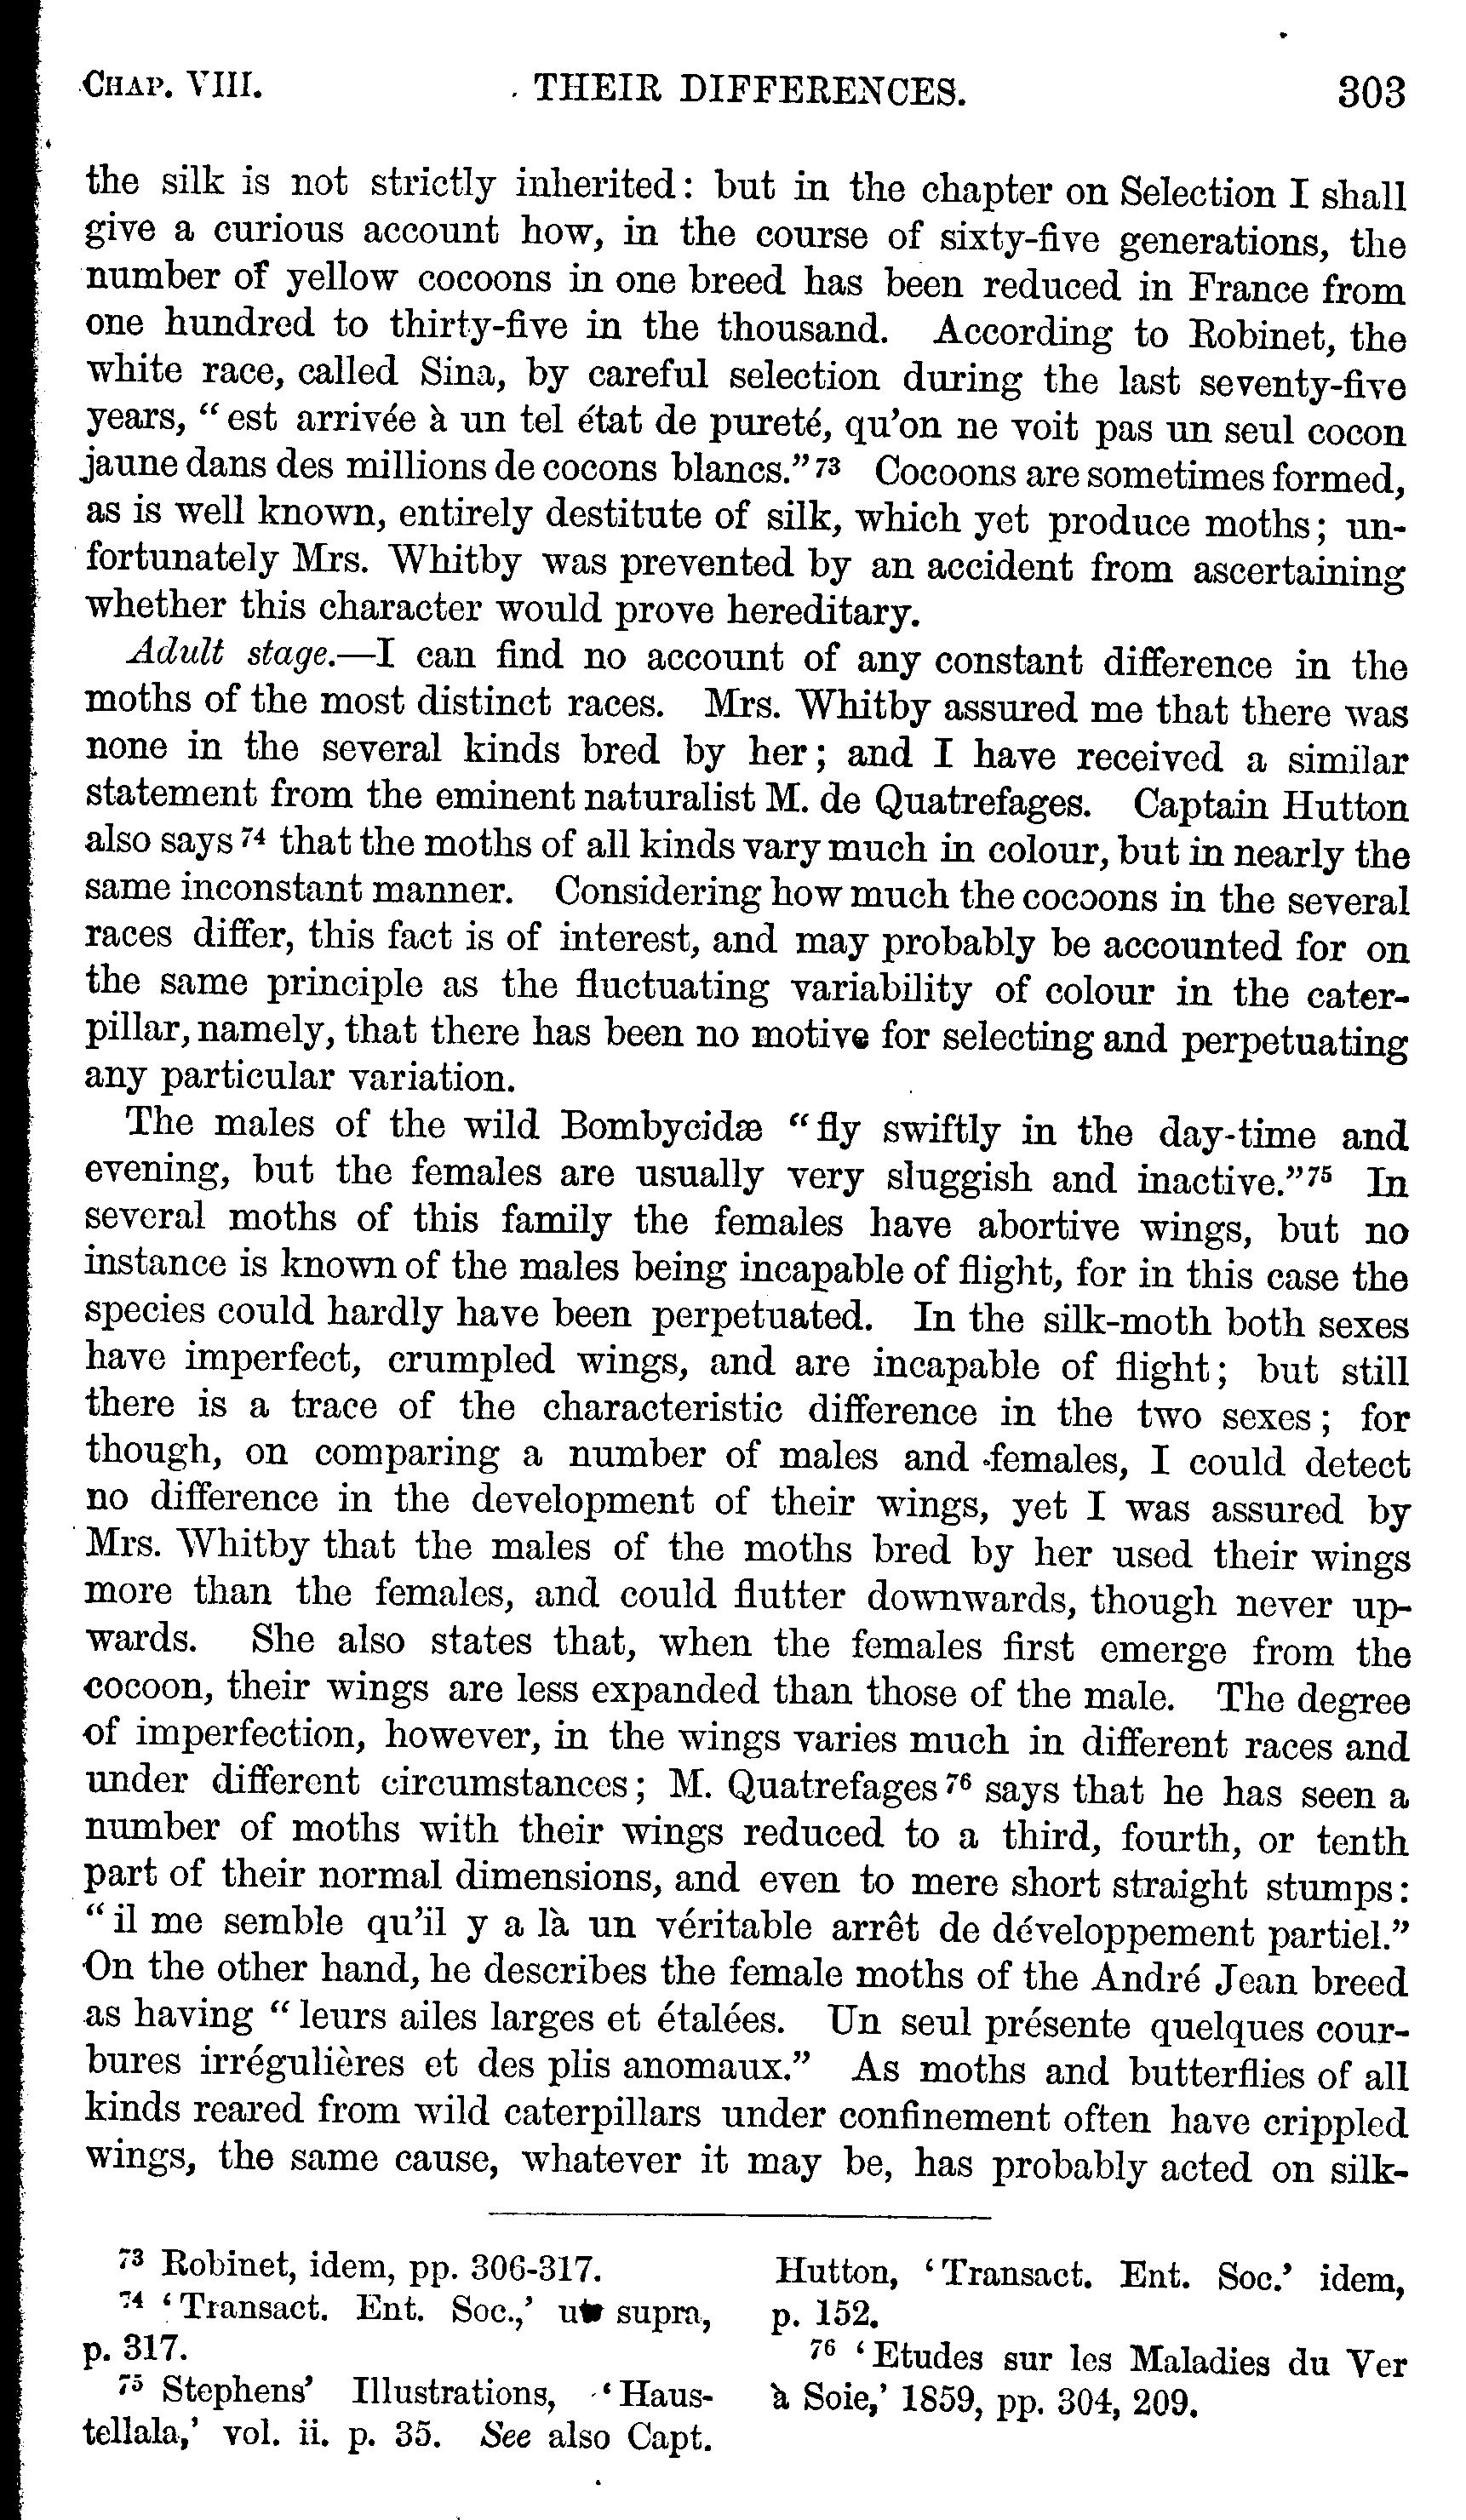 CHAP. VIII. THEIR DIFFERENCES. 303
the silk is not strictly inherited: but in the chapter on Selection I shall
give a curious account how, in the course of sixty-five generations, the
number of yellow cocoons in one breed has been reduced in France from
one hundred to thirty-five in the thousand. According to Robinet, the
white race, called Sina, by careful selection during the last seventy-five
years, “est arrivée à un tel état de pureté, qu’on ne voit pas un seul cocon
jaune dans des millions de cocons blancs.”73 Cocoons are sometimes formed,
as is well known, entirely destitute of silk, which yet produce moths; un-
fortunately Mrs. Whitby was prevented by an accident from ascertaining
whether this character would prove hereditary.
Adult stage.—I can find no account of any constant difference in the
moths of the most distinct races. Mrs. Whitby assured me that there was
none in the several kinds bred by her; and I have received a similar
statement from the eminent naturalist M. de Quatrefages. Captain Hutton
also says 74 that the moths of all kinds vary much in colour, but in nearly the
same inconstant manner. Considering how much the cocoons in the several
races differ, this fact is of interest, and may probably be accounted for on
the same principle as the fluctuating variability of colour in the cater-
pillar, namely, that there has been no motive for selecting and perpetuating
any particular variation.
The males of the wild Bombycidæ “fly swiftly in the day-time and
evening, but the females are usually very sluggish and inactive.”75 In
several moths of this family the females have abortive wings, but no
instance is known of the males being incapable of flight, for in this case the
species could hardly have been perpetuated. In the silk-moth both sexes
have imperfect, crumpled wings, and are incapable of flight; but still
there is a trace of the characteristic difference in the two sexes; for
though, on comparing a number of males and females, I could detect
no difference in the development of their wings, yet I was assured by
Mrs. Whitby that the males of the moths bred by her used their wings
more than the females, and could flutter downwards, though never up-
wards. She also states that, when the females first emerge from the
cocoon, their wings are less expanded than those of the male. The degree
of imperfection, however, in the wings varies much in different races and
under different circumstances; M. Quatrefages 76 says that he has seen a
number of moths with their wings reduced to a third, fourth, or tenth
part of their normal dimensions, and even to mere short straight stumps:
“il me semble qu’il y a là un véritable arrêt de développement partiel.”
On the other hand, he describes the female moths of the André Jean breed
as having “leurs ailes larges et étalées. Un seul présente quelques cour-
bures irrégulières et des plis anomaux.” As moths and butterflies of all
kinds reared from wild caterpillars under confinement often have crippled
wings, the same cause, whatever it may be, has probably acted on silk-
73 Robinet, idem, pp. 306-317.
74 ‘Transact. Ent. Soc.,’ ut supra,
p. 317.
75 Stephens’ Illustrations, ‘Haus-
tellala,’ vol. ii. p. 35. See also Capt.
Hutton, ‘Transact. Ent. Soc.’ idem,
p. 152.
76 ‘Etudes sur les Maladies du Ver
à Soie,’ 1859, pp. 304, 209.